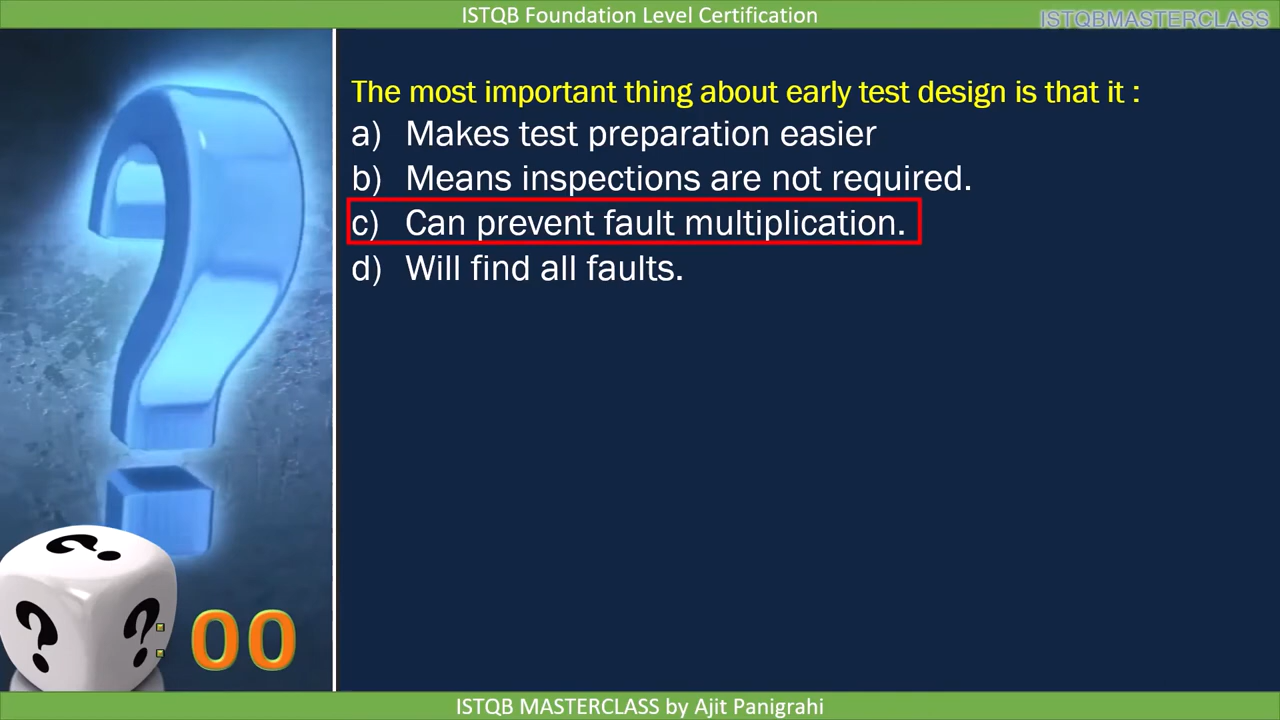 ISTQB Foundation Level Certification
ISTQBMASTERCLASS
The most important thing about early test design is that it :
a) Makes test preparation easier
b) Means inspections are not required.
c) Can prevent fault multiplication.
d) Will find all faults.
: 00
ISTQB MASTERCLASS by Ajit Panigrahi